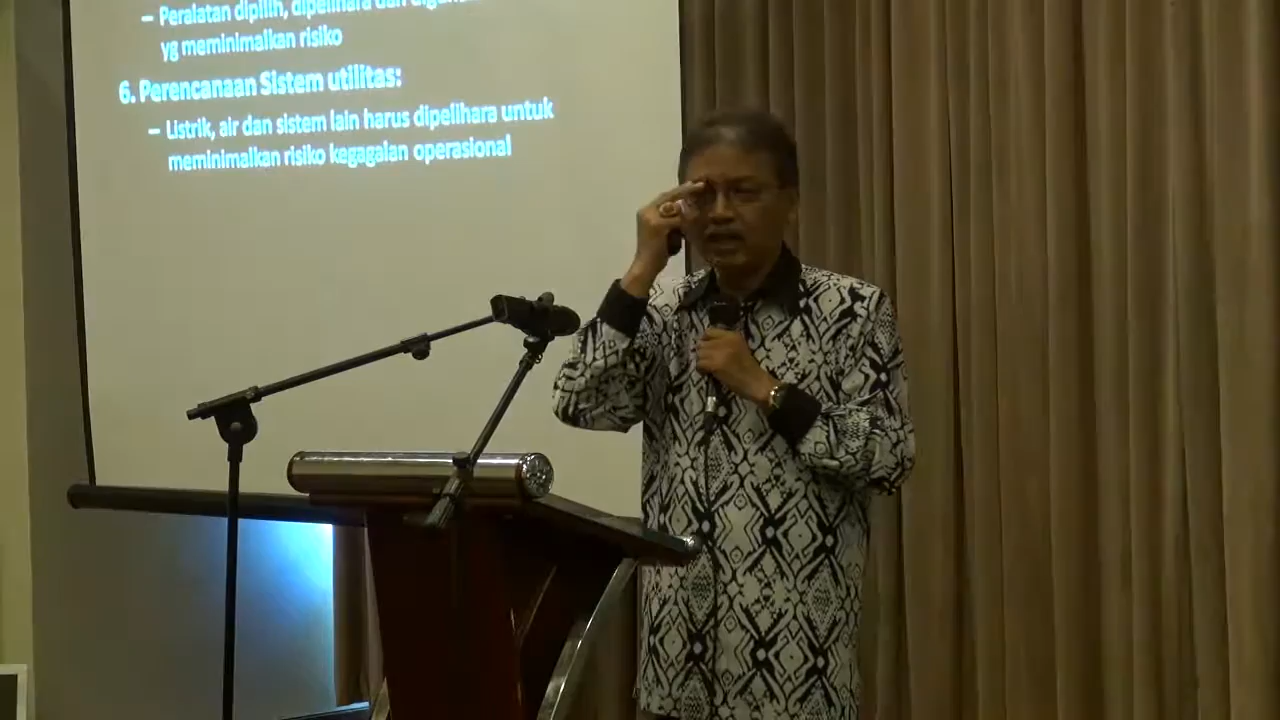 – Peralatan dipilih, dipelihara dan
yg meminimalkan risiko
6. Perencanaan Sistem utilitas:
– Listrik, air dan sistem lain harus dipelihara untuk
meminimalkan risiko kegagalan operasional